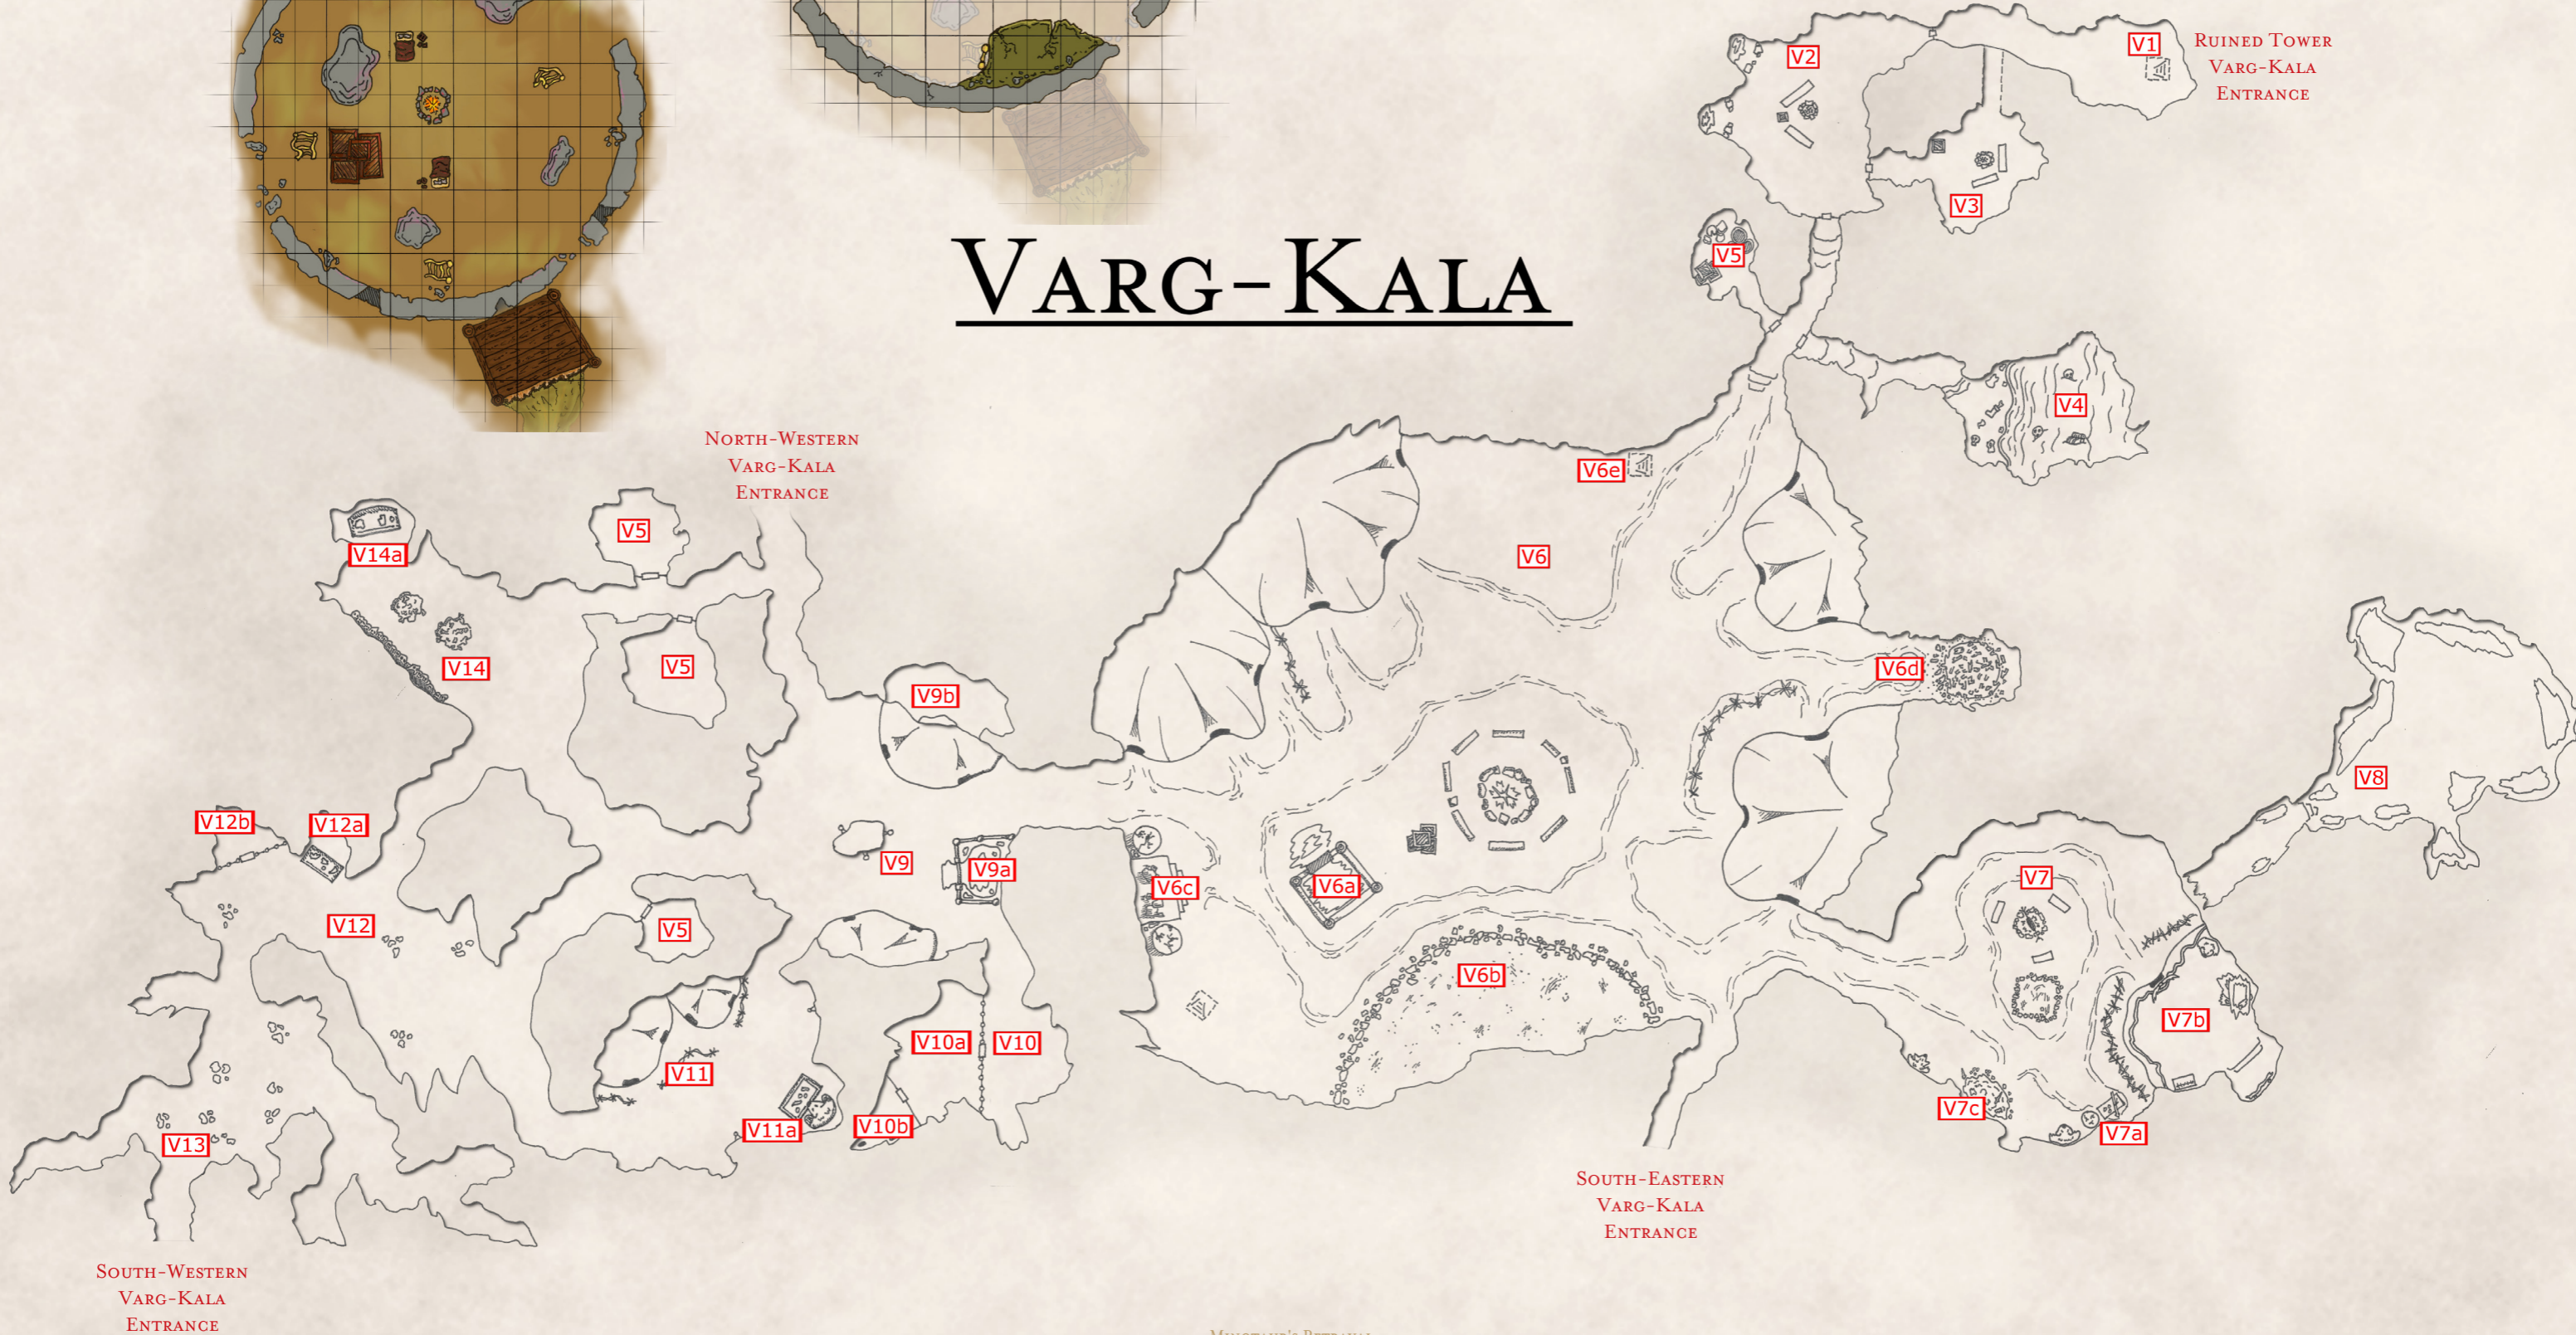 V1
Ruined Tower
Varg-Kala
Entrance
V2
V3
V5
Varg-Kala
V4
North-Western
Varg-Kala
Entrance
V6e
V14a
V5
V6
V14
V5
V9b
V6d
V8
V12b
V12a
V9
V9a
V6c
V6a
V7
V12
V5
V6b
V10a
V10
V7b
V11
V7c
V11a
V10b
V7a
V13
South-Eastern
Varg-Kala
Entrance
South-Western
Varg-Kala
Entrance